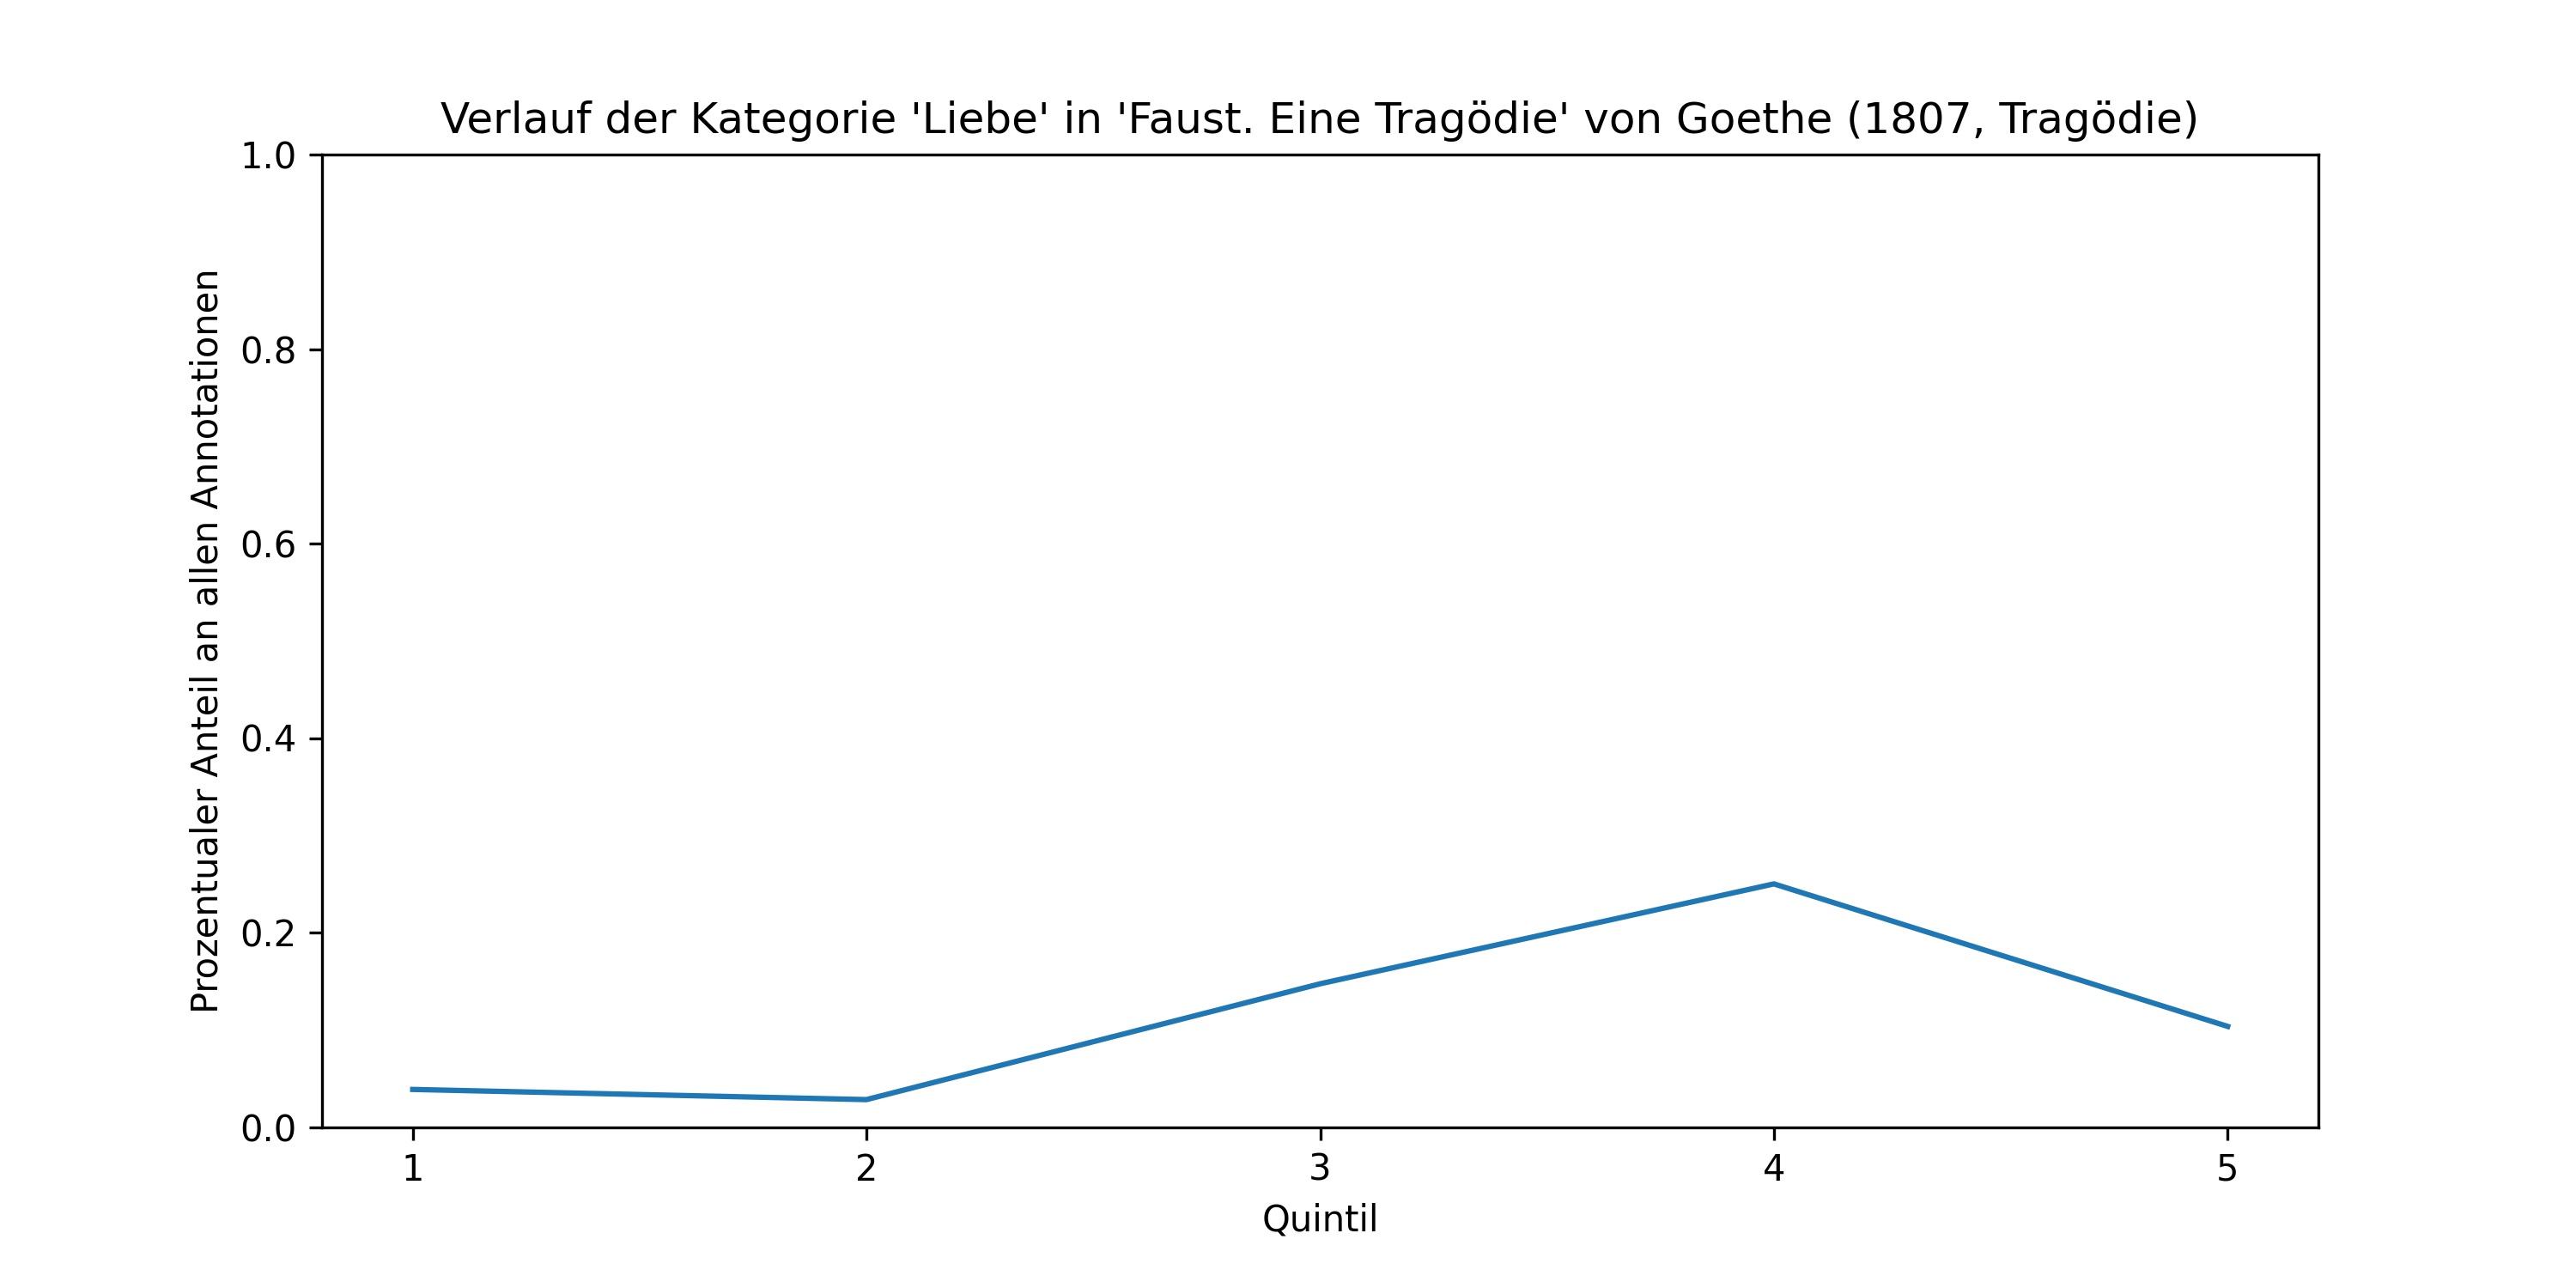 Verlauf der Kategorie 'Liebe' in 'Faust. Eine Tragödie' von Goethe (1807, Tragödie)
Prozentualer Anteil an allen Annotationen
1.0
0.8
0.6
0.4
0.2
0.0
1 2 3 4 5
Quintil